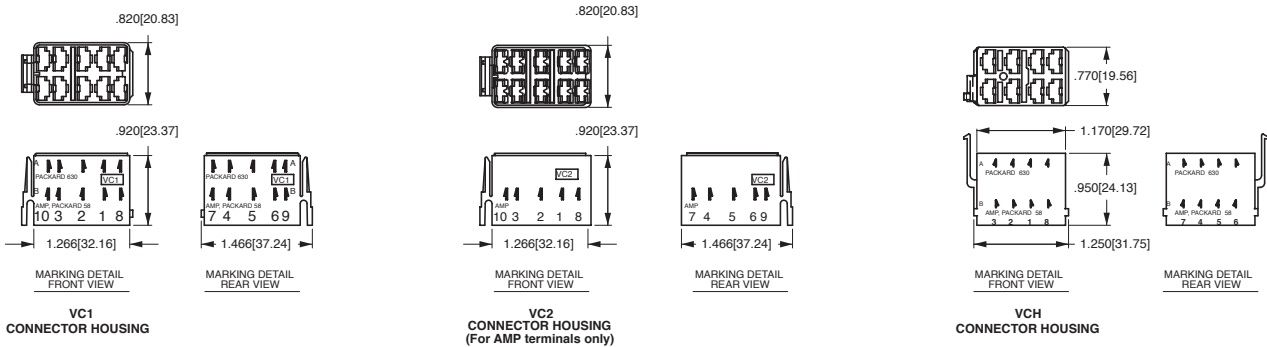 .820[20.83]
.920[23.37]
A
PACKARD 630
VC1
B
AMP, PACKARD 58
10 3 2 1 8
1.266[32.16]
MARKING DETAIL
FRONT VIEW
A
PACKARD 630
VC1
B
AMP, PACKARD 58
7 4 5 6 9
1.466[37.24]
MARKING DETAIL
REAR VIEW
VC1
CONNECTOR HOUSING
.820[20.83]
.920[23.37]
VC2
AMP
10 3 2 1 8
1.266[32.16]
MARKING DETAIL
FRONT VIEW
VC2
AMP
7 4 5 6 9
1.466[37.24]
MARKING DETAIL
REAR VIEW
VC2
CONNECTOR HOUSING
(For AMP terminals only)
.770[19.56]
1.170[29.72]
A
PACKARD 630
.950[24.13]
B
AMP, PACKARD 58
3 2 1 8
1.250[31.75]
MARKING DETAIL
FRONT VIEW
A
PACKARD 630
B
AMP, PACKARD 58
7 4 5 6
MARKING DETAIL
REAR VIEW
VCH
CONNECTOR HOUSING